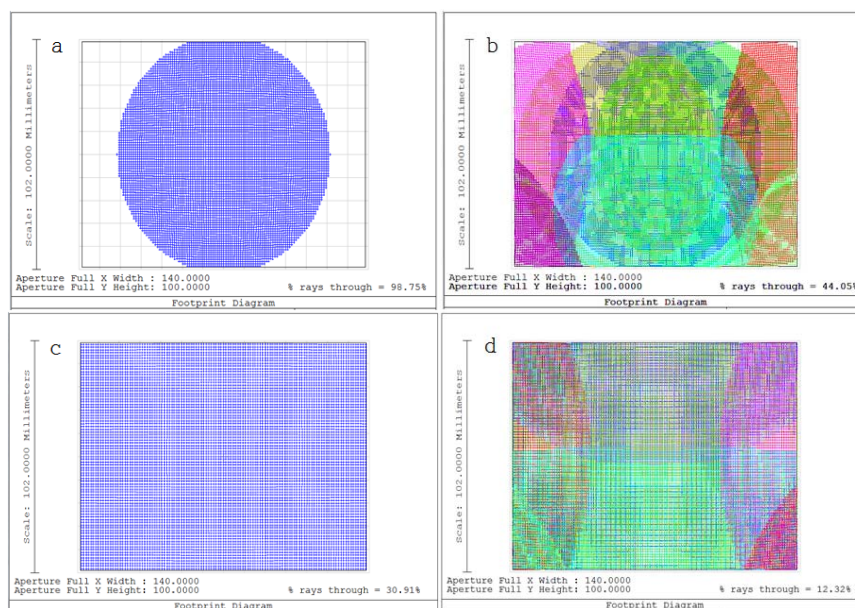 a
Scale: 102.0000 Millimeters
Aperture Full X Width : 140.0000
Aperture Full Y Height: 100.0000 % rays through = 98.75%
Footprint Diagram
b
Scale: 102.0000 Millimeters
Aperture Full X Width : 140.0000
Aperture Full Y Height: 100.0000 % rays through = 44.05%
Footprint Diagram
c
Scale: 102.0000 Millimeters
Aperture Full X Width : 140.0000
Aperture Full Y Height: 100.0000 % rays through = 30.91%
Footprint Diagram
d
Scale: 102.0000 Millimeters
Aperture Full X Width : 140.0000
Aperture Full Y Height: 100.0000 % rays through = 12.32%
Footprint Diagram